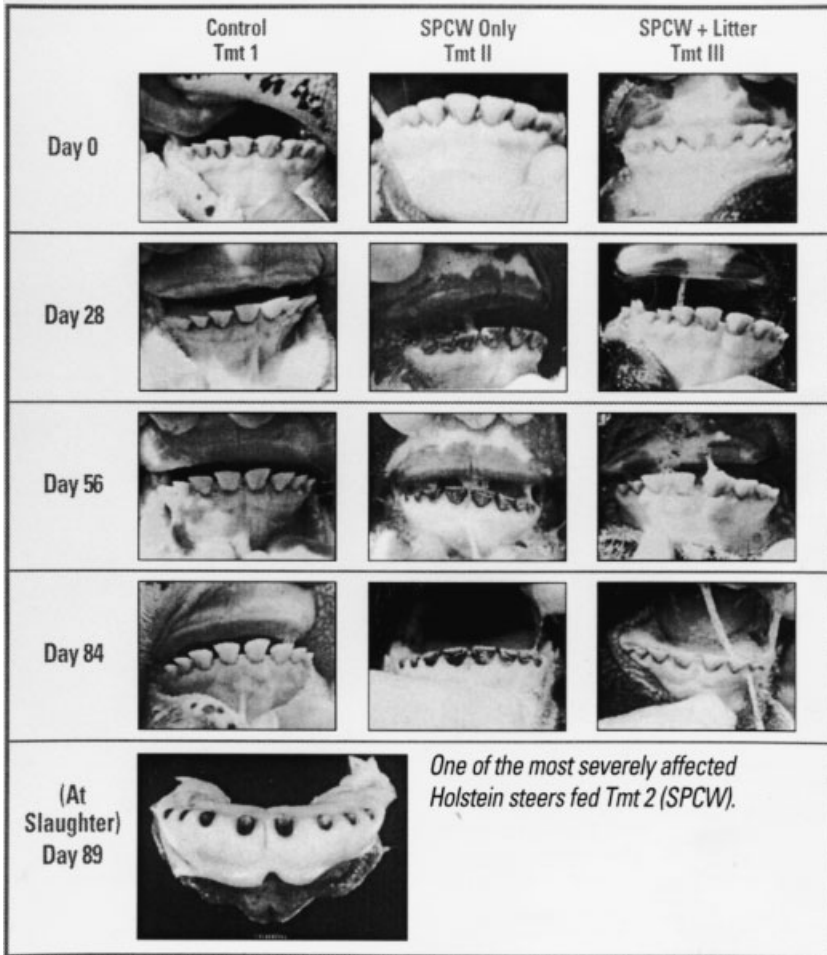 Control
Tmt 1
SPCW Only
Tmt II
SPCW + Litter
Tmt III
Day 0
Day 28
Day 56
Day 84
(At
Slaughter)
Day 89
One of the most severely affected
Holstein steers fed Tmt 2 (SPCW).